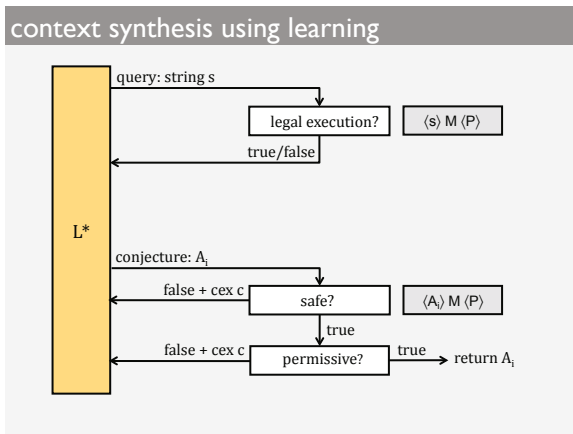 context synthesis using learning
query: string s
legal execution?
⟨s⟩ M ⟨P⟩
true/false
L*
conjecture: Aᵢ
false + cex c
safe?
⟨Aᵢ⟩ M ⟨P⟩
true
false + cex c
permissive?
true
return Aᵢ